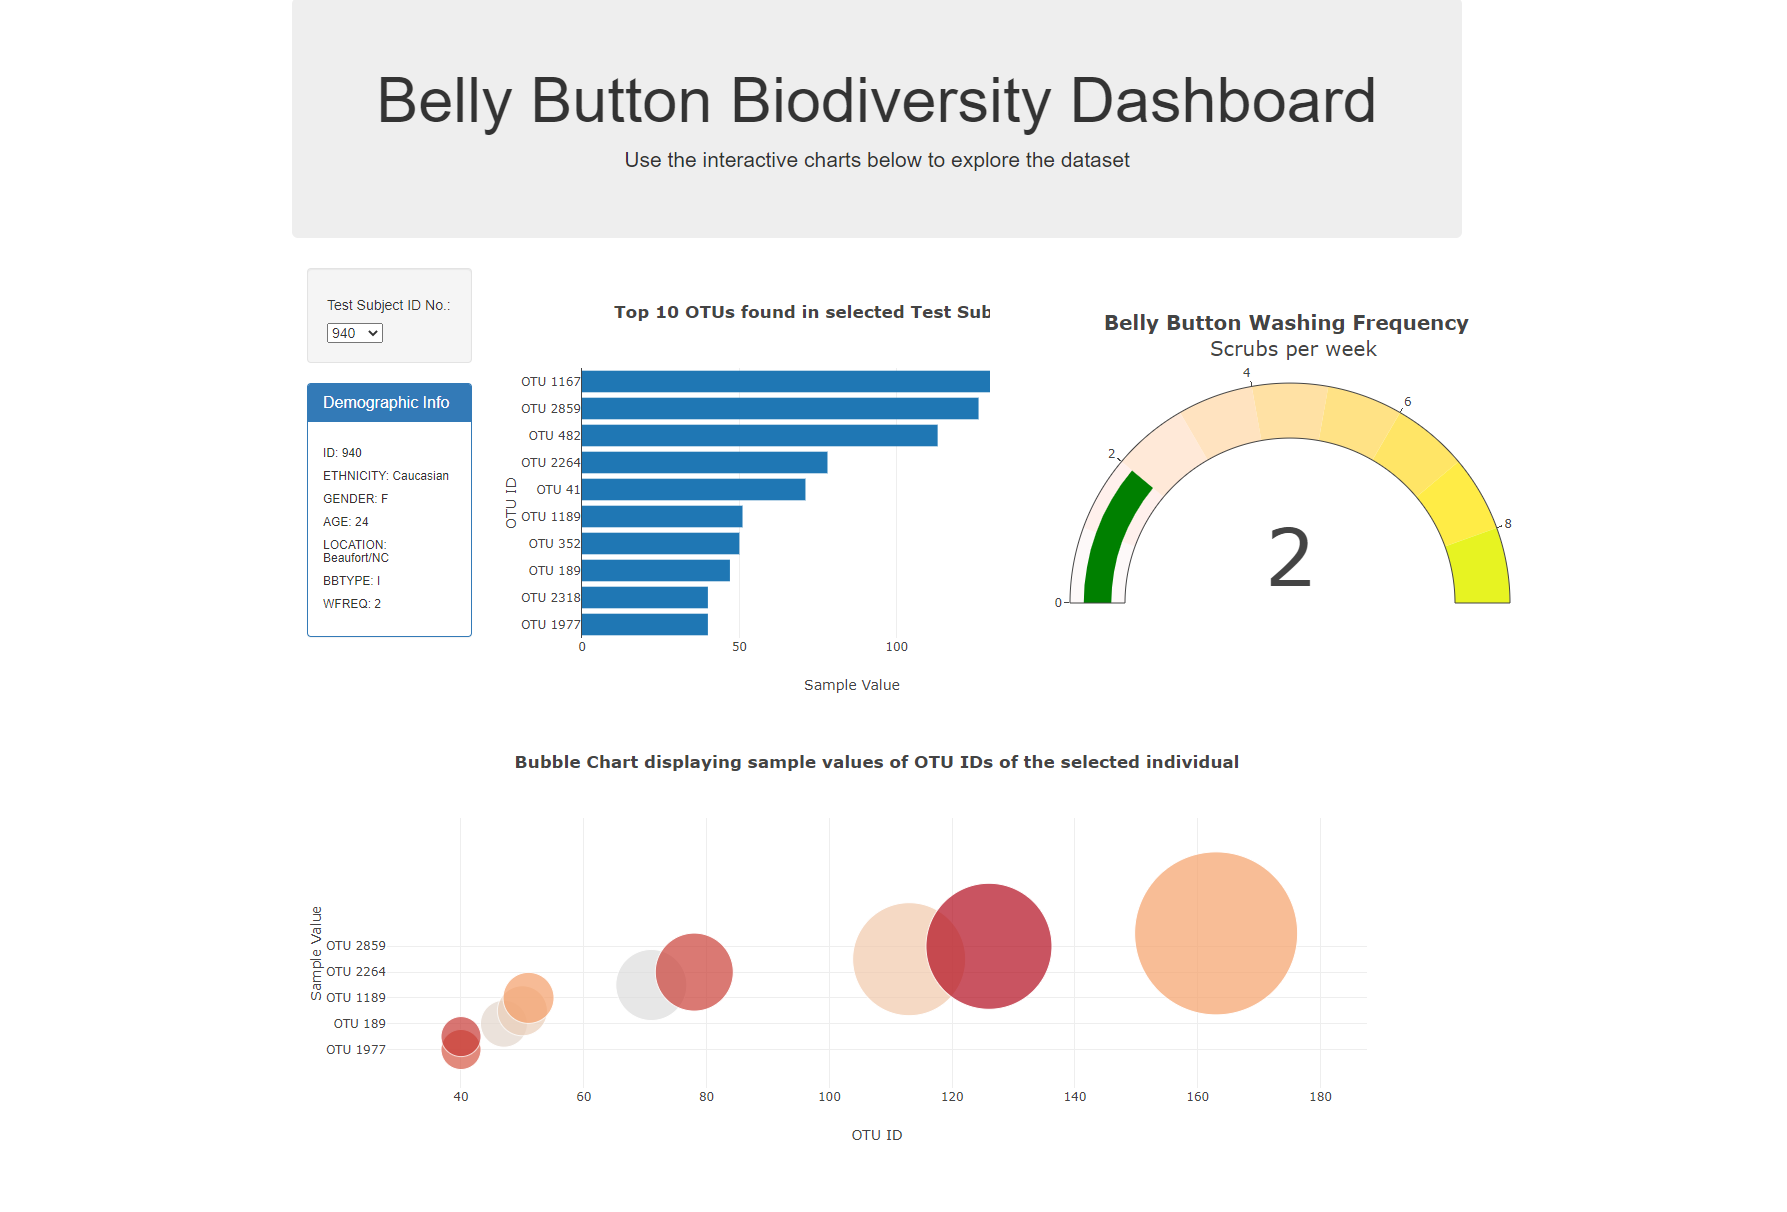 Belly Button Biodiversity Dashboard
Use the interactive charts below to explore the dataset
Test Subject ID No.:
940
Demographic Info
ID: 940
ETHNICITY: Caucasian
GENDER: F
AGE: 24
LOCATION:
Beaufort/NC
BBTYPE: I
WFREQ: 2
Top 10 OTUs found in selected Test Sub
OTU ID
OTU 1167
OTU 2859
OTU 482
OTU 2264
OTU 41
OTU 1189
OTU 352
OTU 189
OTU 2318
OTU 1977
0 50 100
Sample Value
Belly Button Washing Frequency
Scrubs per week
0
2
4
6
8
2
Bubble Chart displaying sample values of OTU IDs of the selected individual
Sample Value
OTU 2859
OTU 2264
OTU 1189
OTU 189
OTU 1977
40 60 80 100 120 140 160 180
OTU ID